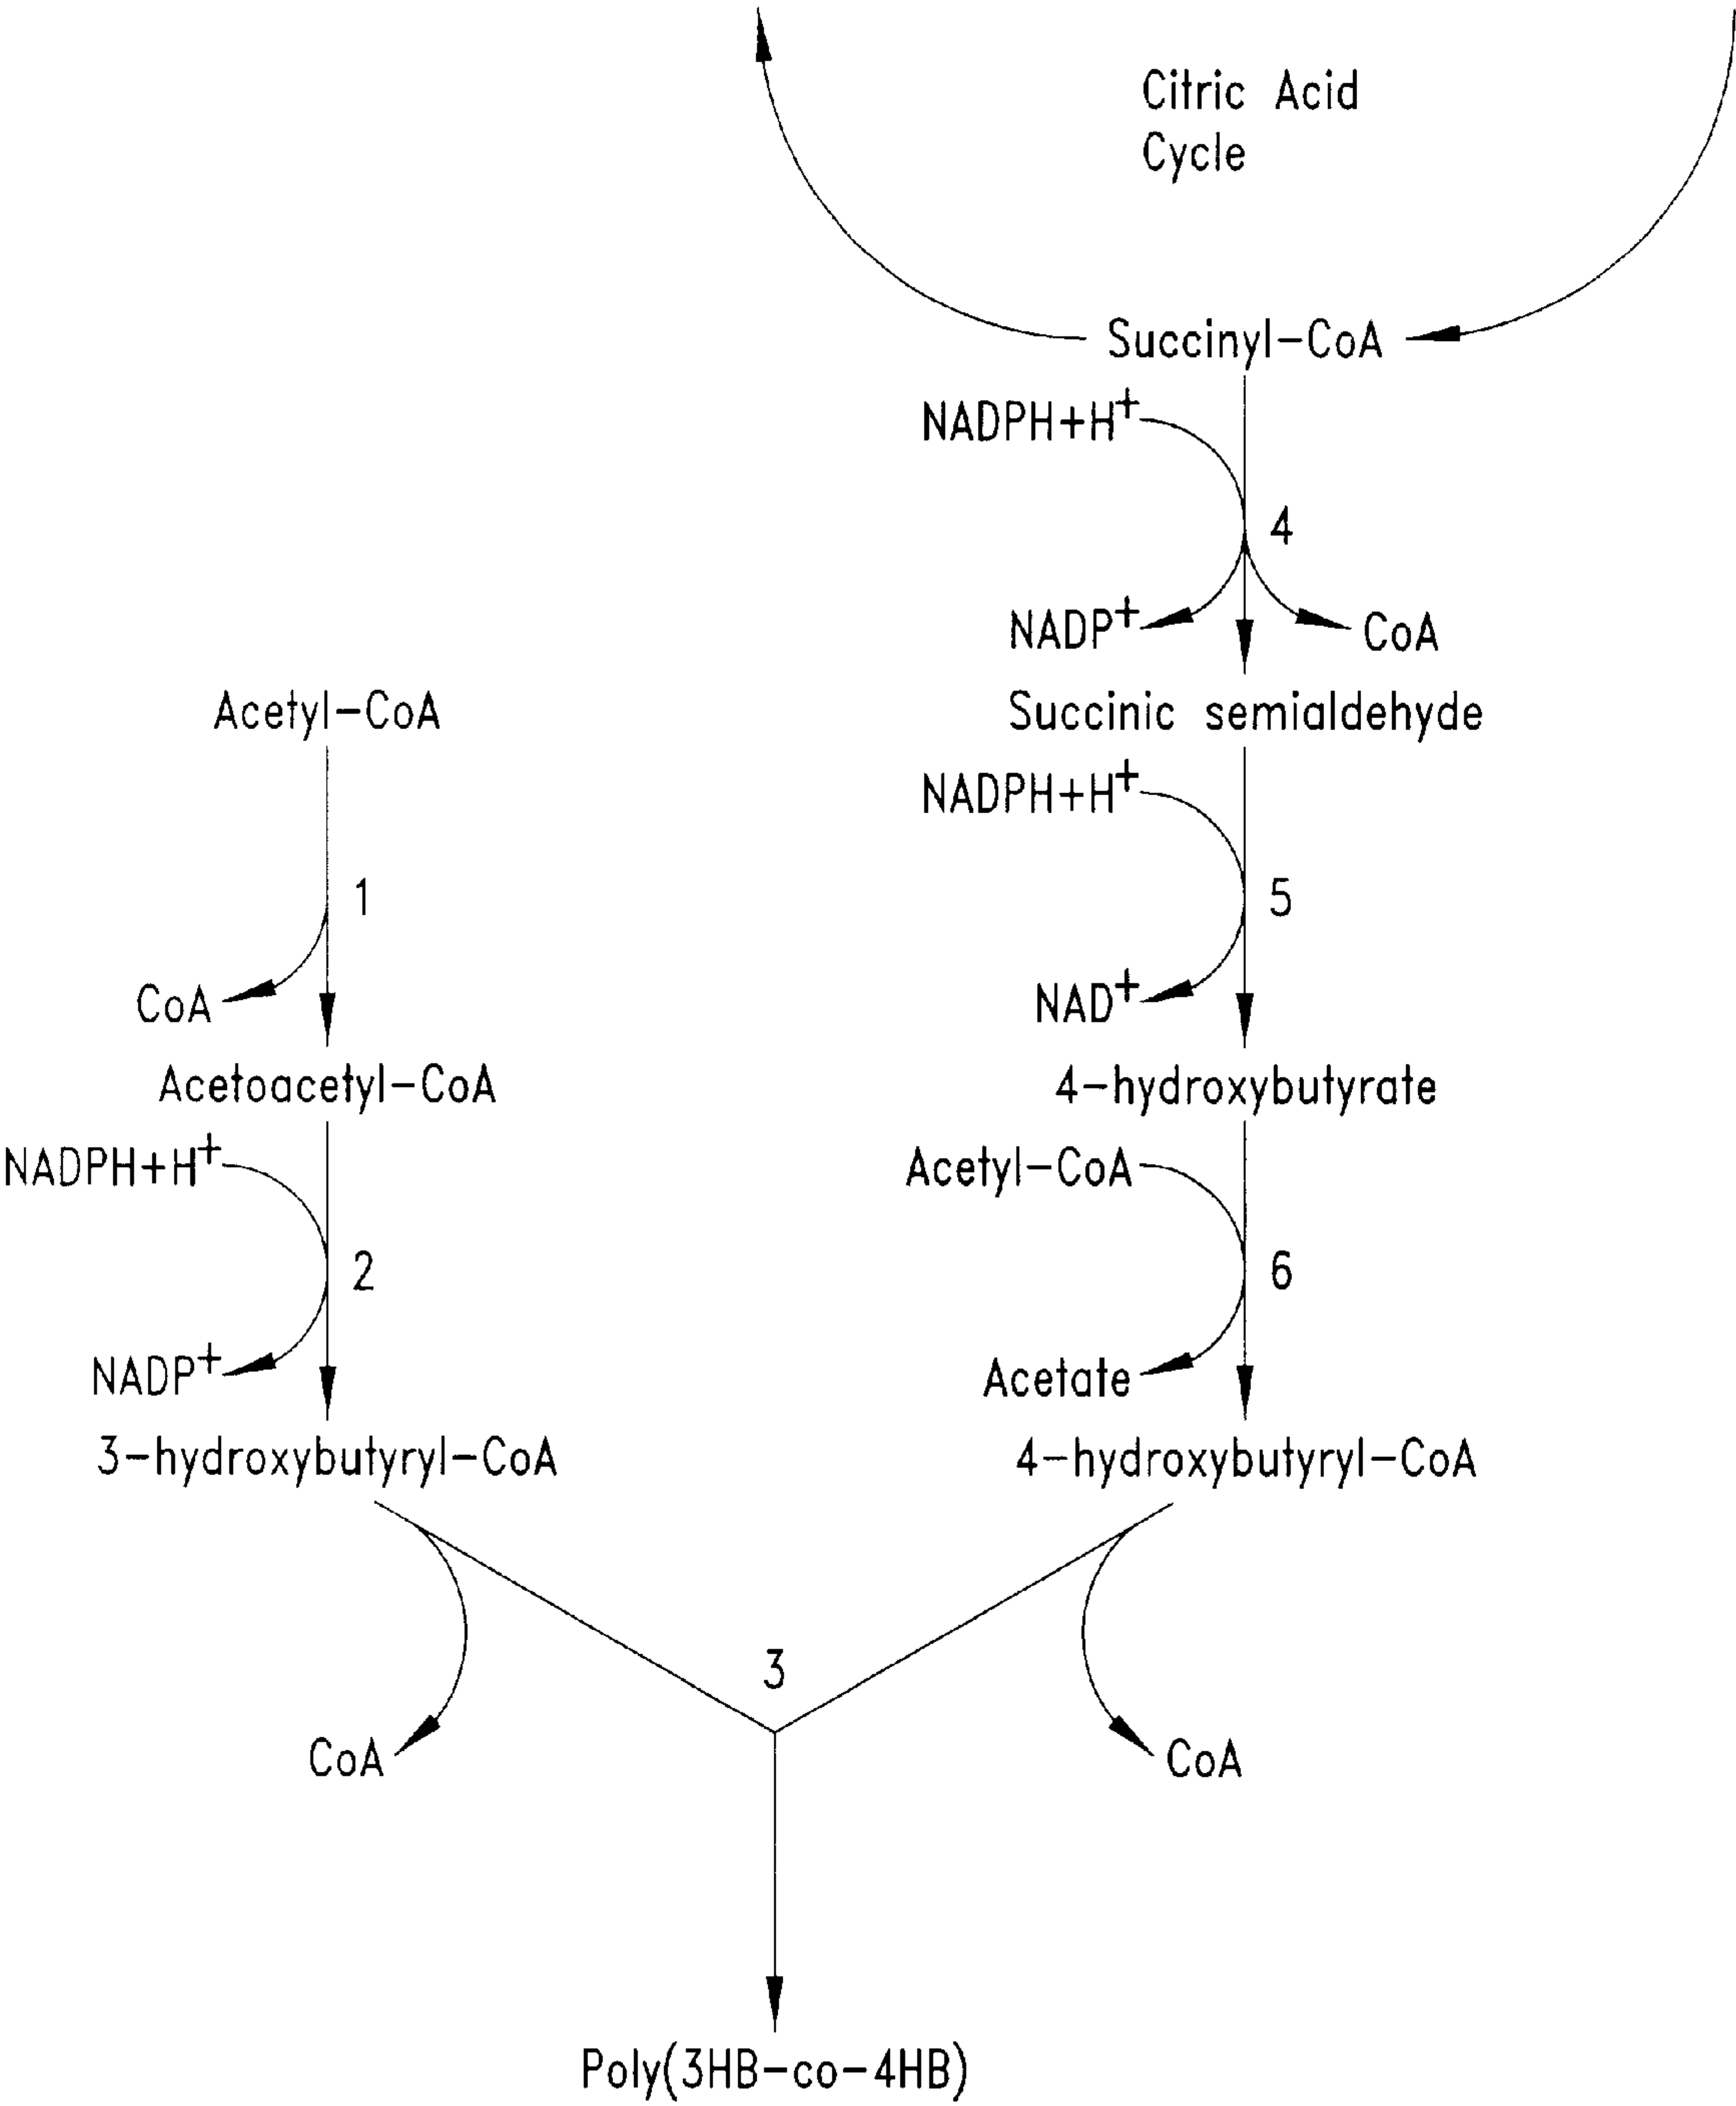 Citric Acid
Cycle
Succinyl-CoA
NADPH+H+
4
NADP+
CoA
Succinic semialdehyde
NADPH+H+
5
NAD+
4-hydroxybutyrate
Acetyl-CoA
6
Acetate
4-hydroxybutyryl-CoA
Acetyl-CoA
1
CoA
Acetoacetyl-CoA
NADPH+H+
2
NADP+
3-hydroxybutyryl-CoA
3
CoA
CoA
Poly(3HB-co-4HB)